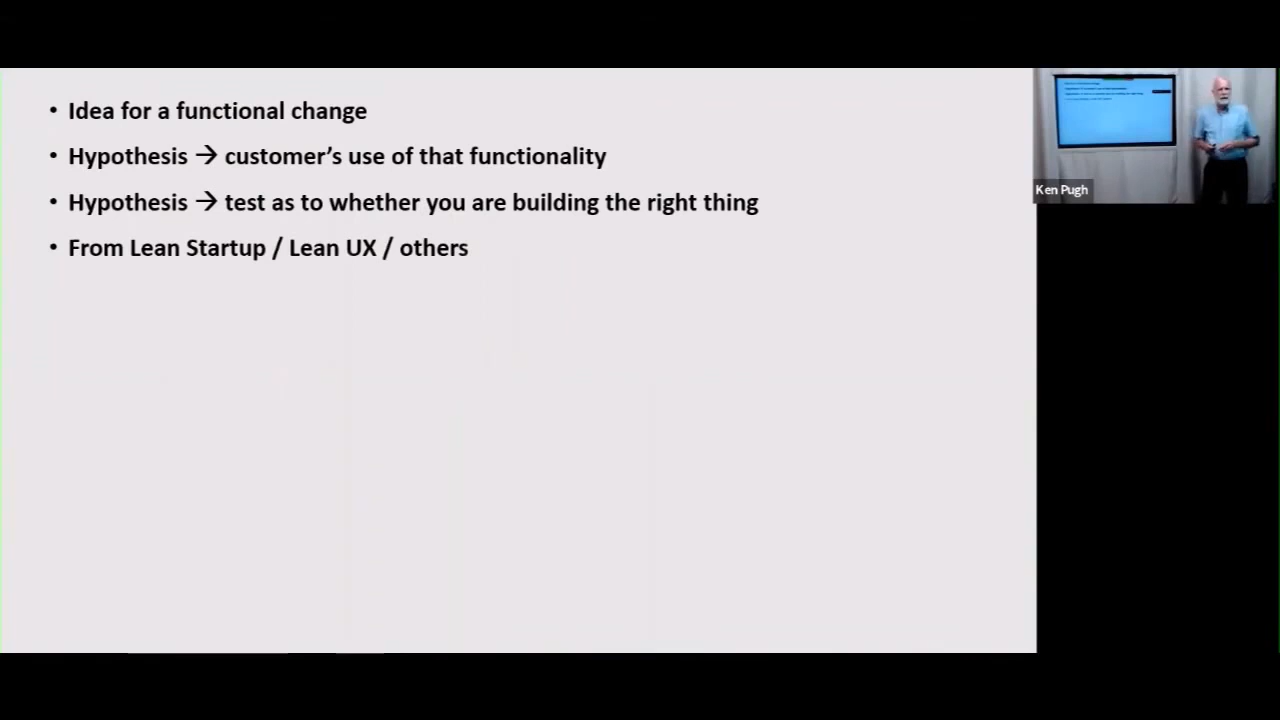 • Idea for a functional change
• Hypothesis → customer’s use of that functionality
• Hypothesis → test as to whether you are building the right thing
• From Lean Startup / Lean UX / others
Ken Pugh